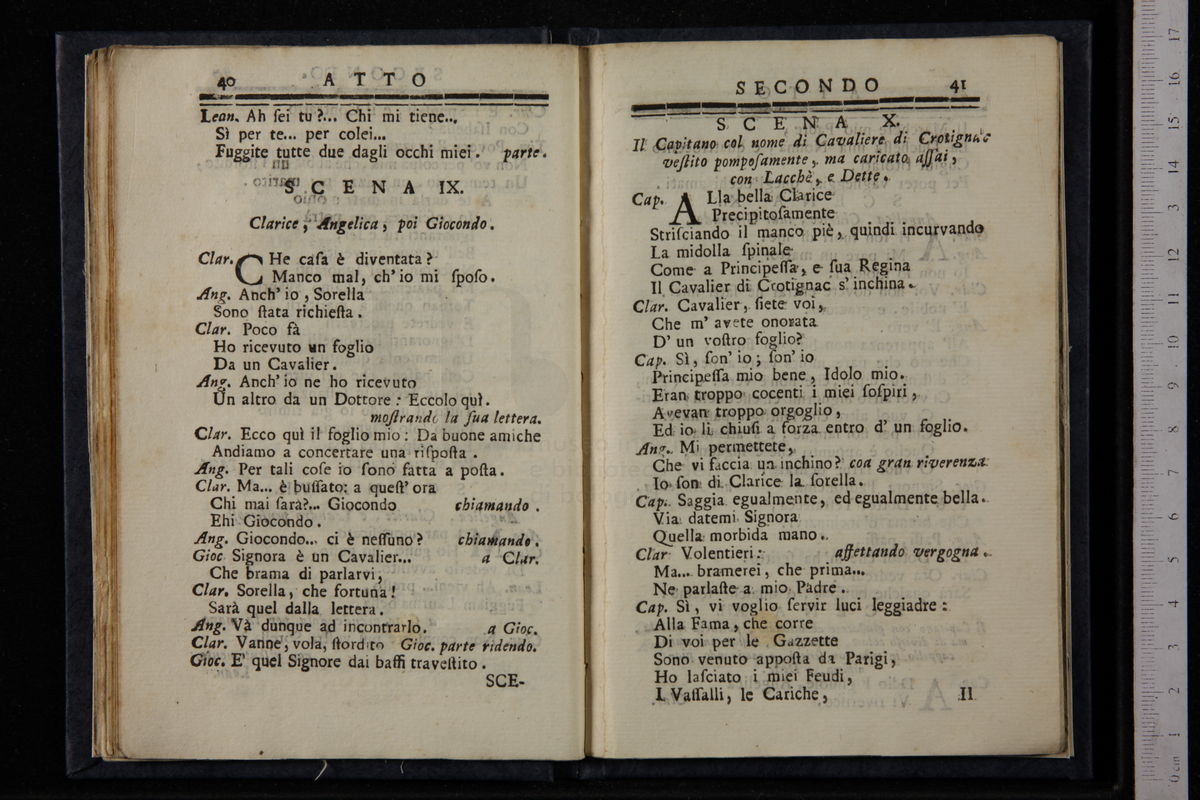 40 ATTO
Lean. Ah ſei tu?... Chi mi tiene...
Sì per te... per colei...
Fuggite tutte due dagli occhi miei. parte.
SCENA IX.
Clarice, Angelica, poi Giocondo.
Clar. CHe caſa è diventata?
Manco mal, ch' io mi ſpoſo.
Ang. Anch' io, Sorella
Sono ſtata richieſta.
Clar. Poco fà
Ho ricevuto un foglio
Da un Cavalier.
Ang. Anch' io ne ho ricevuto
Un altro da un Dottore: Eccolo quì.
moſtrando la ſua lettera.
Clar. Ecco quì il foglio mio: Da buone amiche
Andiamo a concertare una riſpoſta.
Ang. Per tali coſe io ſono fatta a poſta.
Clar. Ma... è buſſato: a queſt' ora
Chi mai ſarà?... Giocondo chiamando.
Ehi Giocondo.
Ang. Giocondo... ci è neſſuno? chiamando.
Gioc Signora è un Cavalier... a Clar.
Che brama di parlarvi,
Clar. Sorella, che fortuna!
Sarà quel dalla lettera.
Ang. Và dunque ad incontrarlo. a Gioc.
Clar. Vanne, vola, ſtordito Gioc. parte ridendo.
Gioc. E' quel Signore dai baffi traveſtito.
SCE-
SECONDO 41
SCENA X.
Il Capitano col nome di Cavaliere di Crotignac
veſtito pompoſamente, ma caricato aſſai,
con Lacchè, e Dette.
Cap. ALla bella Clarice
Precipitoſamente
Striſciando il manco piè, quindi incurvando
La midolla ſpinale
Come a Principeſſa, e ſua Regina
Il Cavalier di Crotignac s' inchina.
Clar. Cavalier, ſiete voi,
Che m' avete onorata
D' un voſtro foglio?
Cap. Sì, ſon' io; ſon' io
Principeſſa mio bene, Idolo mio.
Eran troppo cocenti i miei ſoſpiri,
Avevan troppo orgoglio,
Ed io li chiuſi a forza entro d' un foglio.
Ang. Mi permettete,
Che vi faccia un inchino? con gran riverenza
Io ſon di Clarice la ſorella.
Cap. Saggia egualmente, ed egualmente bella.
Via datemi Signora
Quella morbida mano.
Clar Volentieri: affettando vergogna.
Ma... bramerei, che prima...
Ne parlaſte a mio Padre.
Cap. Sì, vi voglio ſervir luci leggiadre:
Alla Fama, che corre
Di voi per le Gazzette
Sono venuto appoſta da Parigi,
Ho laſciato i miei Feudi,
I Vaſſalli, le Cariche, Il